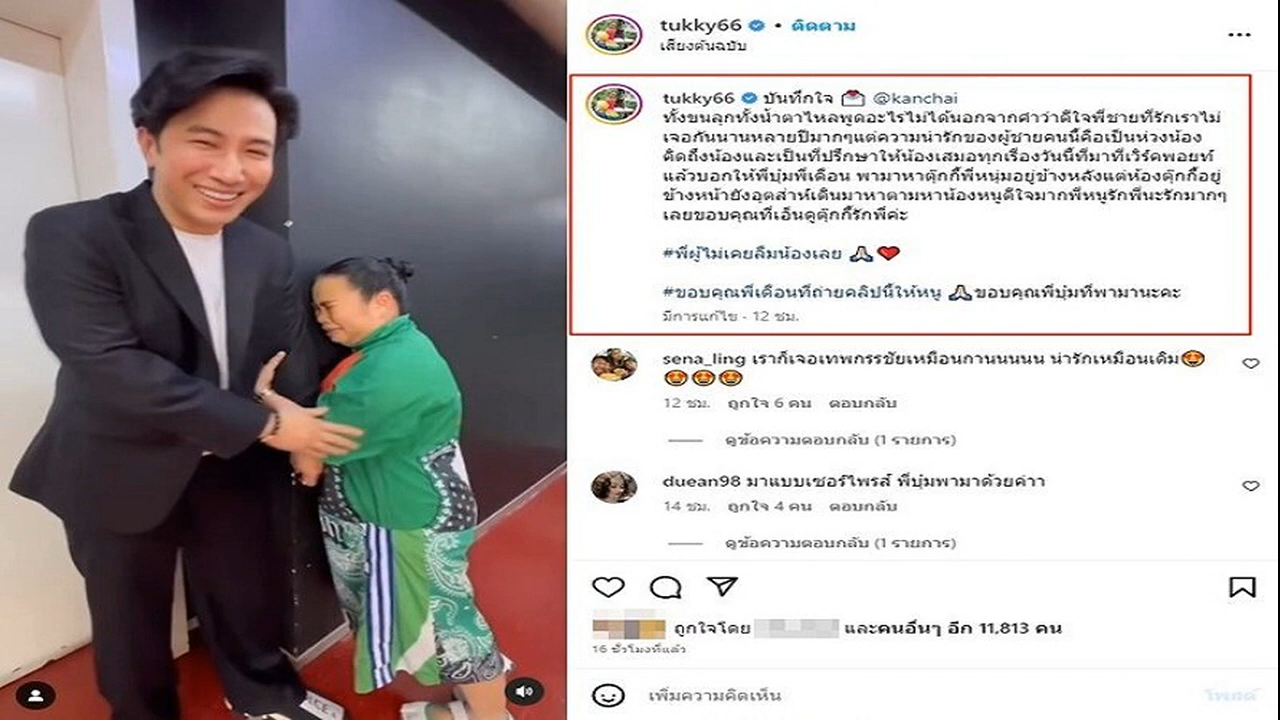 tukky66 • ติดตาม
เสียงต้นฉบับ
tukky66 บันทึกใจ @kanchai
ทั้งขนลุกทั้งน้ำตาไหลพูดอะไรไม่ได้นอกจากคำว่าดีใจพี่ชายที่รักเราไม่
เจอกันนานหลายปีมากๆแต่ความน่ารักของผู้ชายคนนี้คือเป็นห่วงน้อง
คิดถึงน้องและเป็นที่ปรึกษาให้น้องเสมอทุกเรื่องวันนี้ที่มาที่เวิร์คพอยท์
แล้วบอกให้พี่บุ๋มพี่เดือน พามาหาตุ๊กกี้พี่หนุ่มอยู่ข้างหลังแต่ห้องตุ๊กกี้อยู่
ข้างหน้ายังอุตส่าห์เดินมาหาตามหาน้องหนูดีใจมากพี่หนูรักพี่นะรักมากๆ
เลยขอบคุณที่เอ็นดูตุ๊กกี้รักพี่ค่ะ
#พี่ผู้ไม่เคยลืมน้องเลย 🙏❤️
#ขอบคุณพี่เดือนที่ถ่ายคลิปนี้ให้หนู 🙏ขอบคุณพี่บุ๋มที่พามานะคะ
มีการแก้ไข · 12 ชม.
sena_ling เราก็เจอเทพกรรชัยเหมือนกานนนนน น่ารักเหมือนเดิม🤩
🤩🤩🤩
12 ชม. ถูกใจ 6 คน ตอบกลับ
ดูข้อความตอบกลับ (1 รายการ)
duean98 มาแบบเซอร์ไพรส์ พี่บุ๋มพามาด้วยค่าา
14 ชม. ถูกใจ 4 คน ตอบกลับ
ดูข้อความตอบกลับ (1 รายการ)
ถูกใจโดย และคนอื่นๆ อีก 11,813 คน
16 ชั่วโมงที่แล้ว
เพิ่มความคิดเห็น
โพสต์